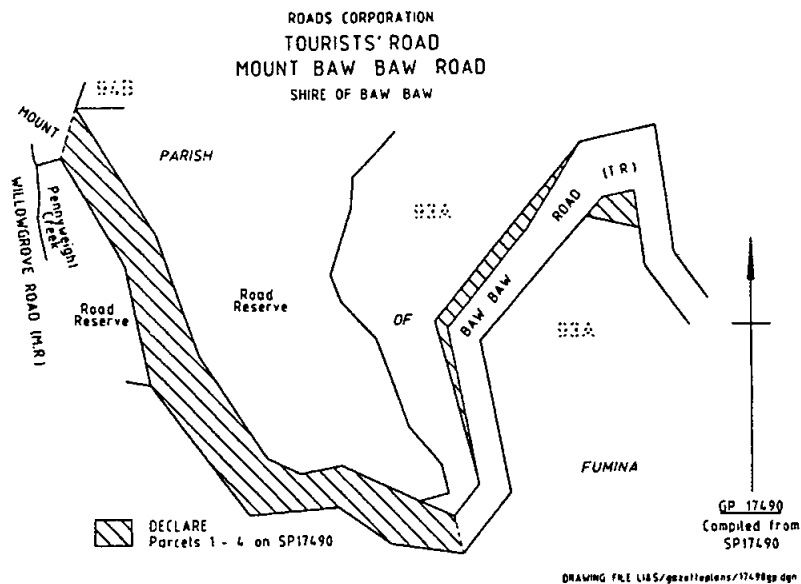 ROADS CORPORATION
TOURISTS' ROAD
MOUNT BAW BAW ROAD
SHIRE OF BAW BAW
94B
MOUNT
PARISH
WILLOWGROVE ROAD (M.R)
Pennyweight
Creek
Road
Reserve
Road
Reserve
93A
OF
BAW BAW ROAD (T.R)
93A
FUMINA
DECLARE
Parcels 1 - 4 on SP17490
GP 17490
Compiled from
SP17490
DRAWING FILE LI&S/gazetteplans/17490gp.dgn